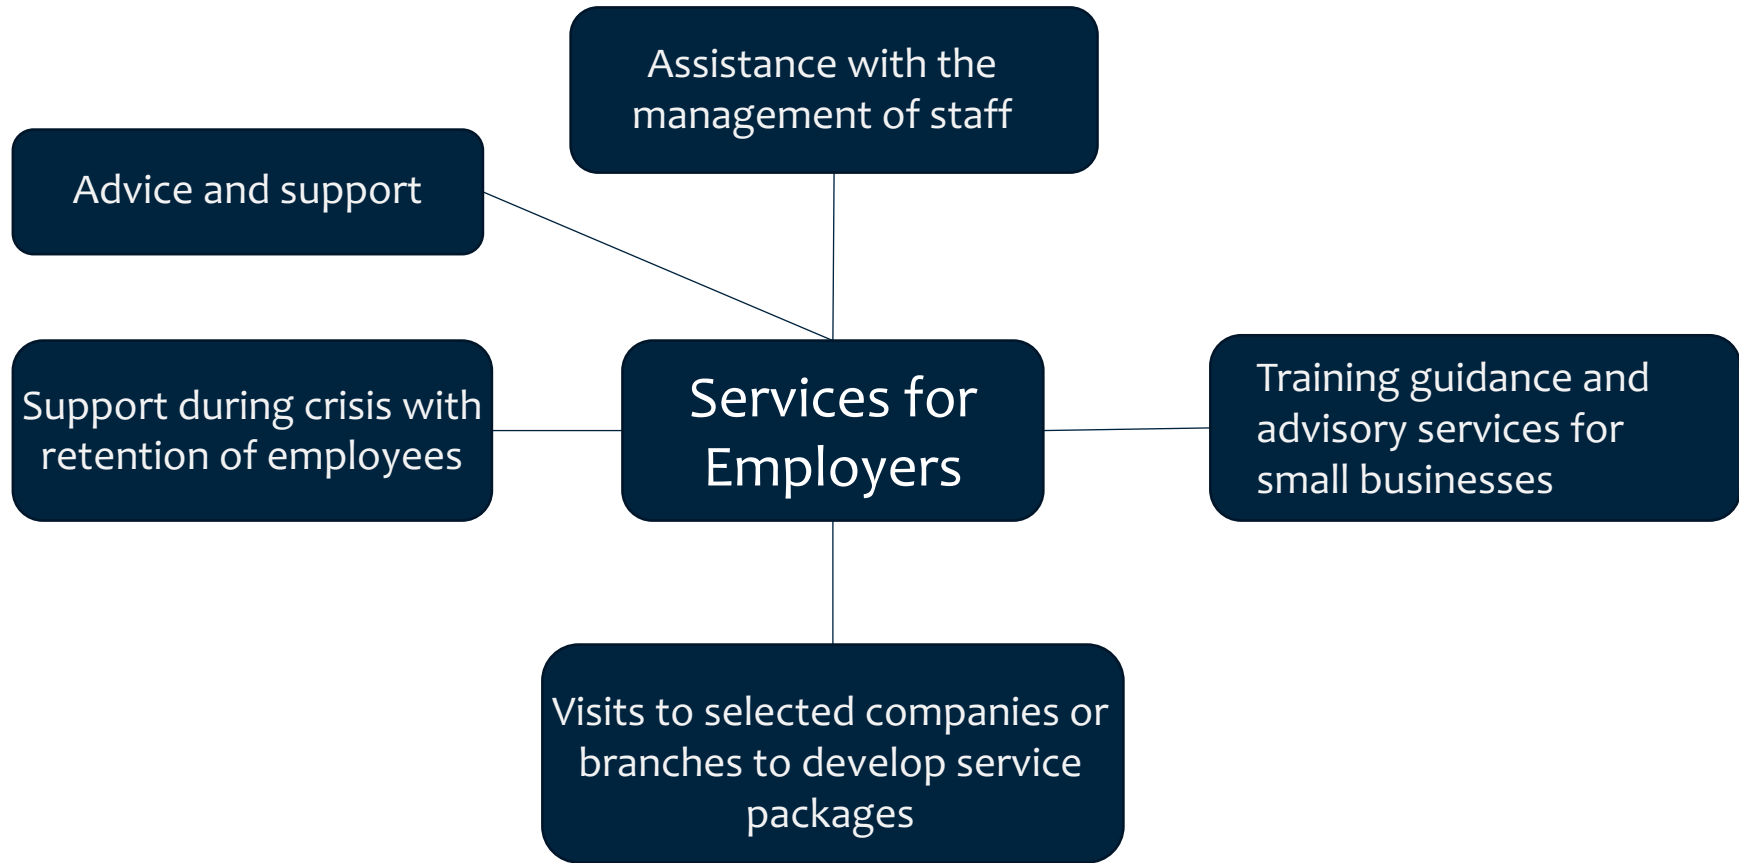 Assistance with the
management of staff
Advice and support
Support during crisis with
retention of employees
Services for
Employers
Training guidance and
advisory services for
small businesses
Visits to selected companies or
branches to develop service
packages